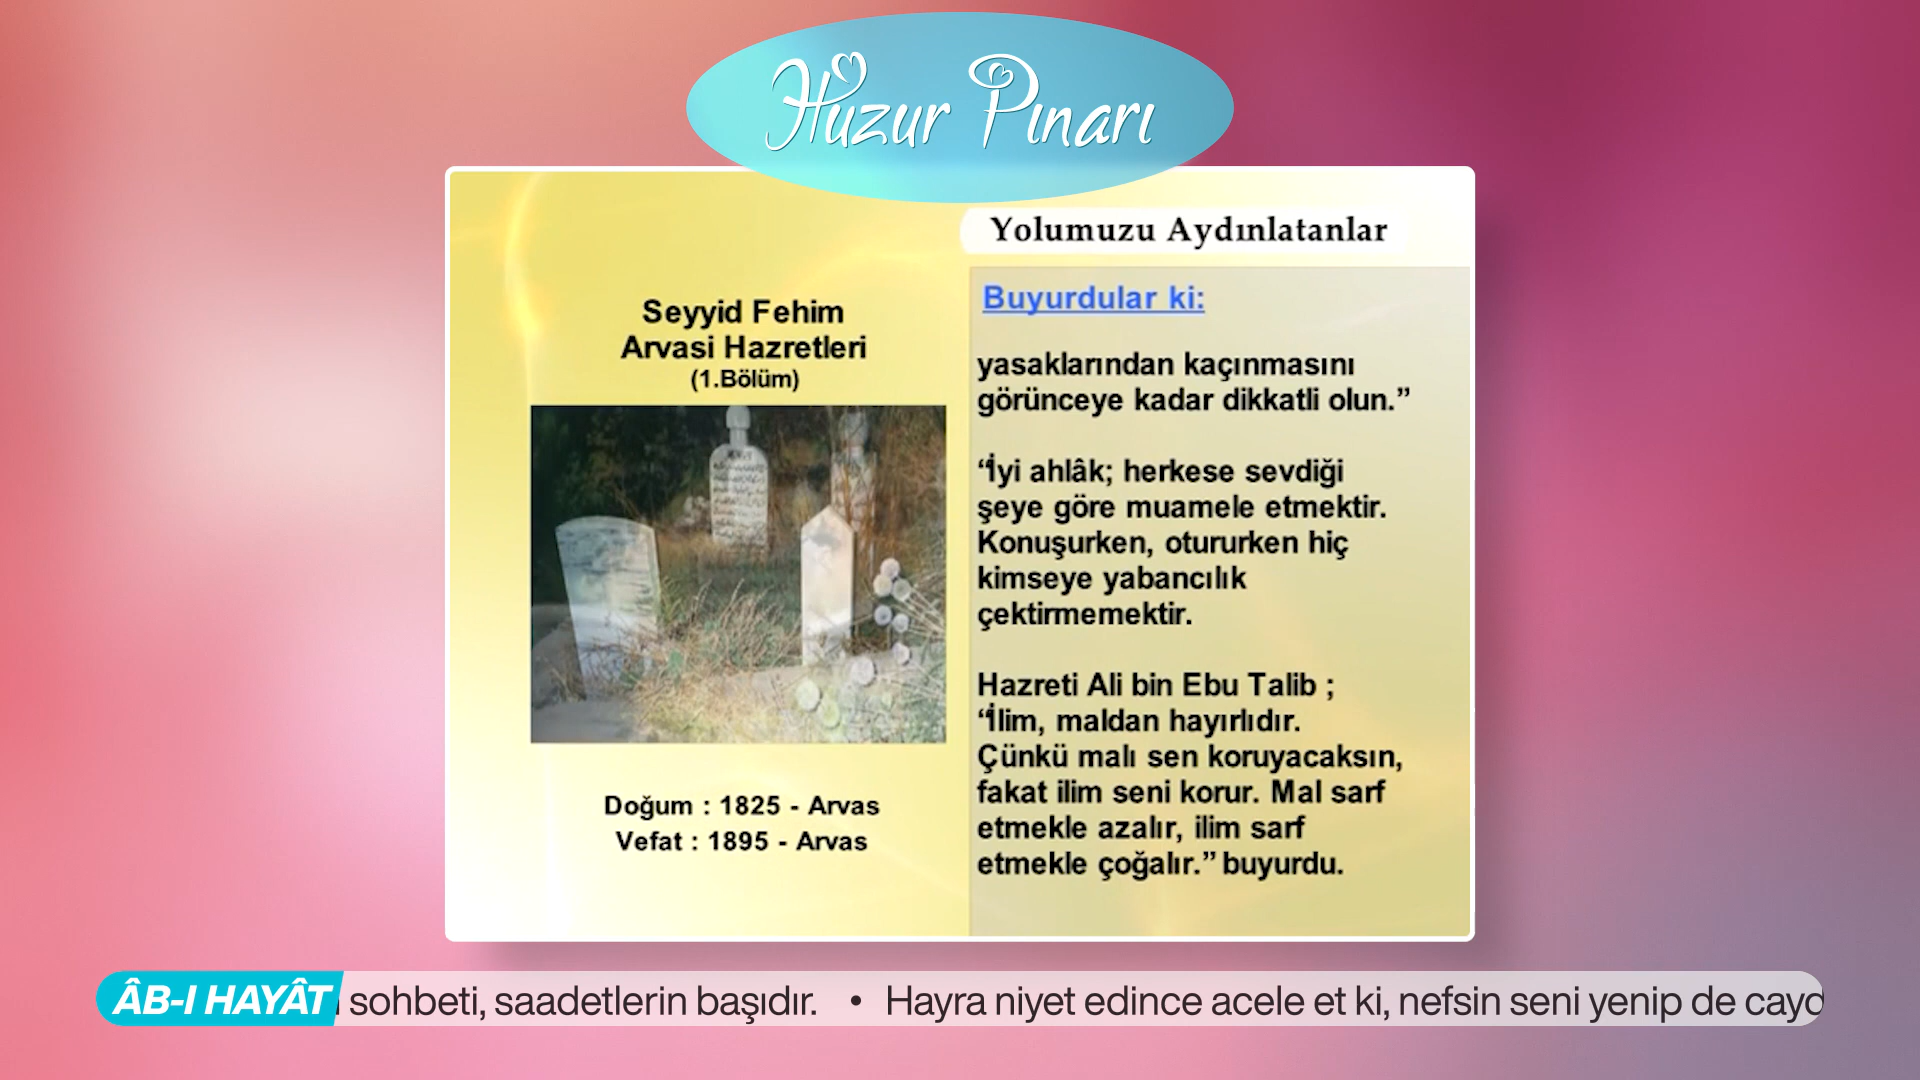 Huzur Pınarı
Yolumuzu Aydınlatanlar
Seyyid Fehim
Arvasi Hazretleri
(1.Bölüm)
Doğum : 1825 - Arvas
Vefat : 1895 - Arvas
Buyurdular ki:
yasaklarından kaçınmasını
görünceye kadar dikkatli olun.”
“İyi ahlâk; herkese sevdiği
şeye göre muamele etmektir.
Konuşurken, otururken hiç
kimseye yabancılık
çektirmemektir.
Hazreti Ali bin Ebu Talib ;
“İlim, maldan hayırlıdır.
Çünkü malı sen koruyacaksın,
fakat ilim seni korur. Mal sarf
etmekle azalır, ilim sarf
etmekle çoğalır.” buyurdu.
ÂB-I HAYÂT
sohbeti, saadetlerin başıdır. • Hayra niyet edince acele et ki, nefsin seni yenip de cayd